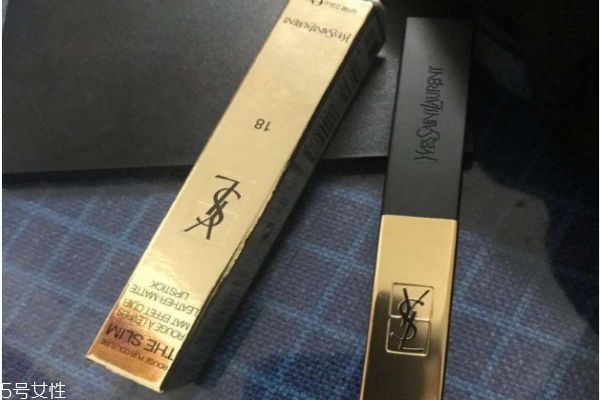 ROUGE PUR COUTURE
THE SLIM
ROUGE À LÈVRES
MAT EFFET CUIR
LEATHER-MATTE
LIPSTICK
YSL
18
YVESSAINTLAURENT
YVESSAINTLAURENT
YSL
5号女性